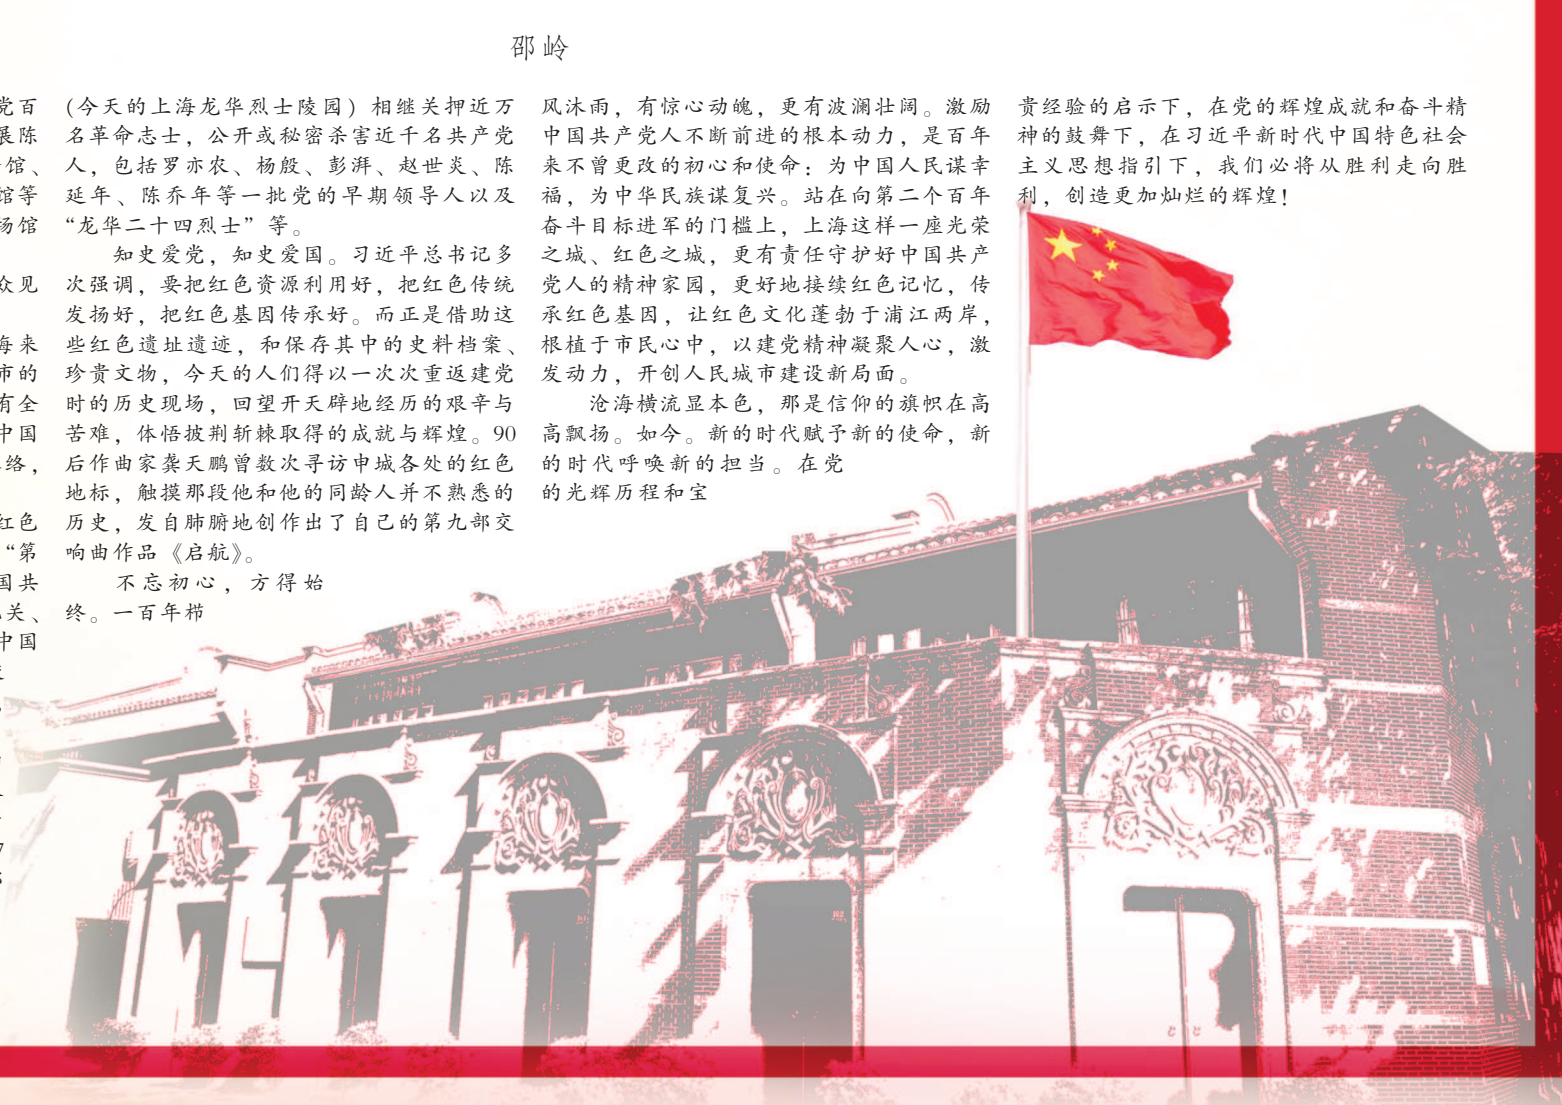 邵岭
党百
展陈
馆、
馆等
场馆
众见
海来
市的
有全
中国
络，
红色
“第
国共
关、
中国
(今天的上海龙华烈士陵园) 相继关押近万
名革命志士，公开或秘密杀害近千名共产党
人，包括罗亦农、杨殷、彭湃、赵世炎、陈
延年、陈乔年等一批党的早期领导人以及
“龙华二十四烈士” 等。
知史爱党，知史爱国。习近平总书记多
次强调，要把红色资源利用好，把红色传统
发扬好，把红色基因传承好。而正是借助这
些红色遗址遗迹，和保存其中的史料档案、
珍贵文物，今天的人们得以一次次重返建党
时的历史现场，回望开天辟地经历的艰辛与
苦难，体悟披荆斩棘取得的成就与辉煌。90
后作曲家龚天鹏曾数次寻访申城各处的红色
地标，触摸那段他和他的同龄人并不熟悉的
历史，发自肺腑地创作出了自己的第九部交
响曲作品《启航》。
不忘初心，方得始
终。一百年栉
风沐雨，有惊心动魄，更有波澜壮阔。激励
中国共产党人不断前进的根本动力，是百年
来不曾更改的初心和使命：为中国人民谋幸
福，为中华民族谋复兴。站在向第二个百年
奋斗目标进军的门槛上，上海这样一座光荣
之城、红色之城，更有责任守护好中国共产
党人的精神家园，更好地接续红色记忆，传
承红色基因，让红色文化蓬勃于浦江两岸，
根植于市民心中，以建党精神凝聚人心，激
发动力，开创人民城市建设新局面。
沧海横流显本色，那是信仰的旗帜在高
高飘扬。如今。新的时代赋予新的使命，新
的时代呼唤新的担当。在党
的光辉历程和宝
贵经验的启示下，在党的辉煌成就和奋斗精
神的鼓舞下，在习近平新时代中国特色社会
主义思想指引下，我们必将从胜利走向胜
利，创造更加灿烂的辉煌！